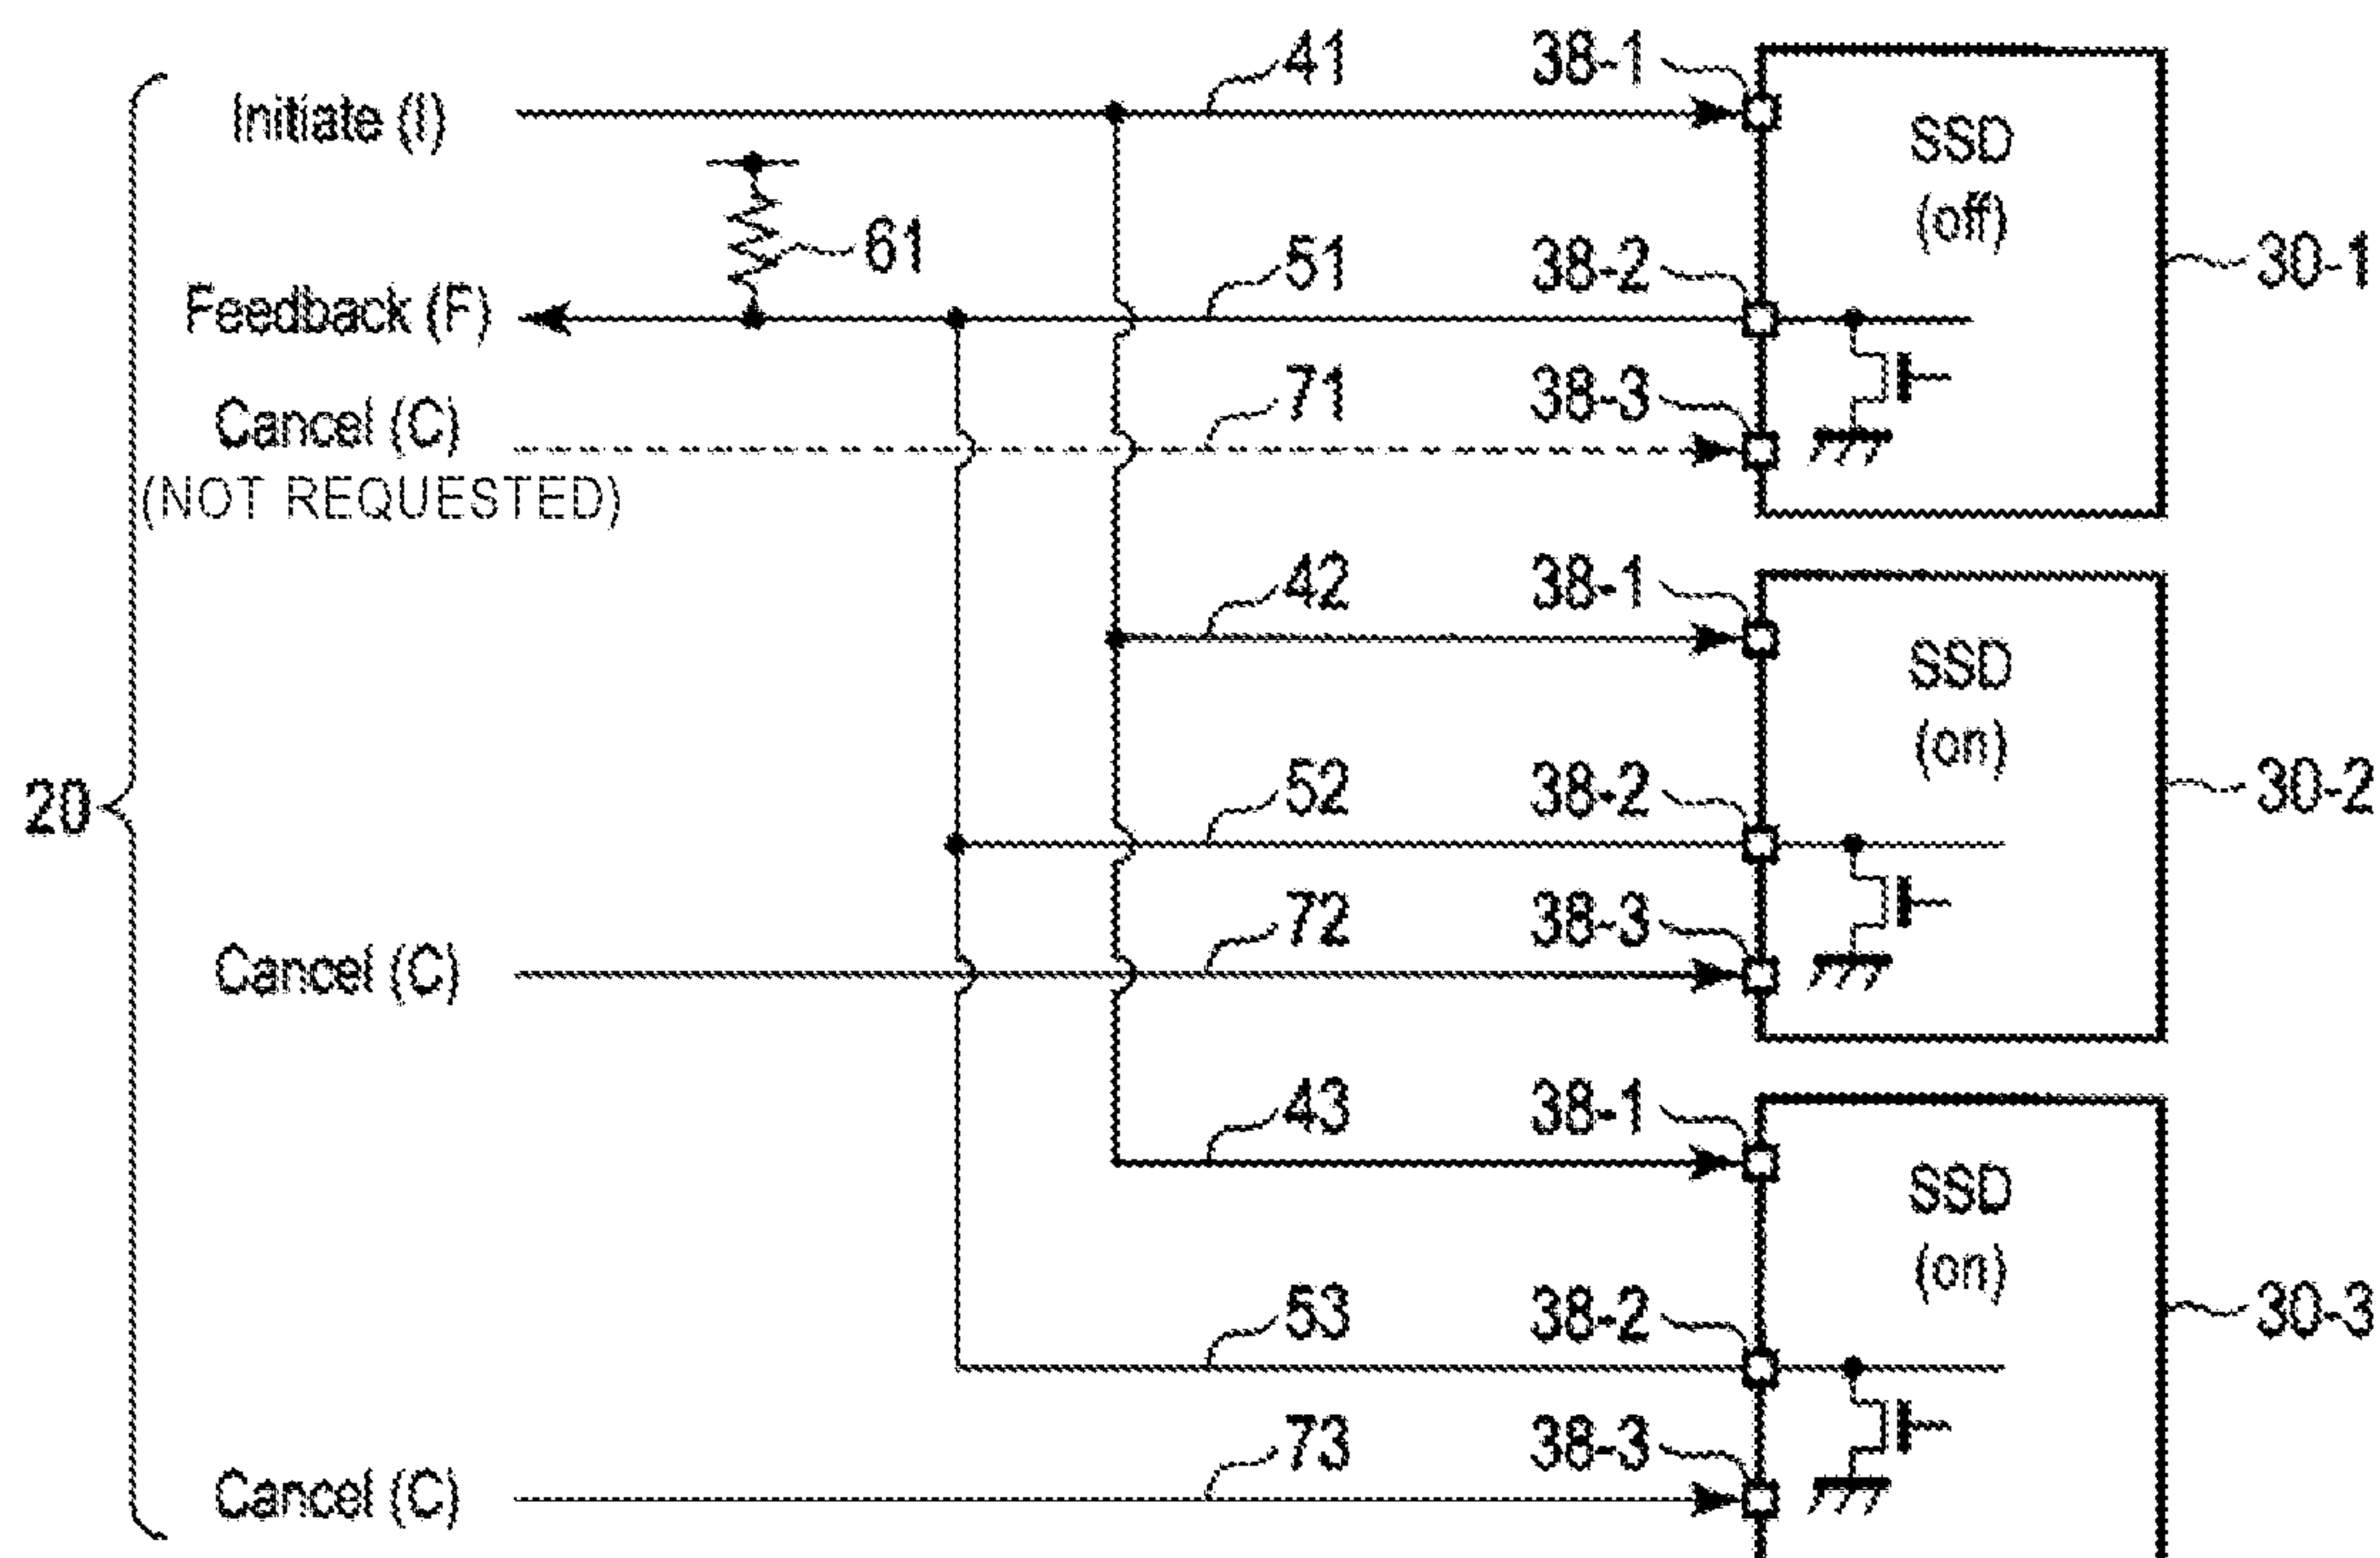 41
38-1
Initiate (I)
SSD
(off)
61
51
38-2
30-1
Feedback (F)
71
38-3
Cancel (C)
(NOT REQUESTED)
42
38-1
SSD
(on)
52
38-2
30-2
20
72
38-3
Cancel (C)
43
38-1
SSD
(on)
53
38-2
30-3
73
38-3
Cancel (C)